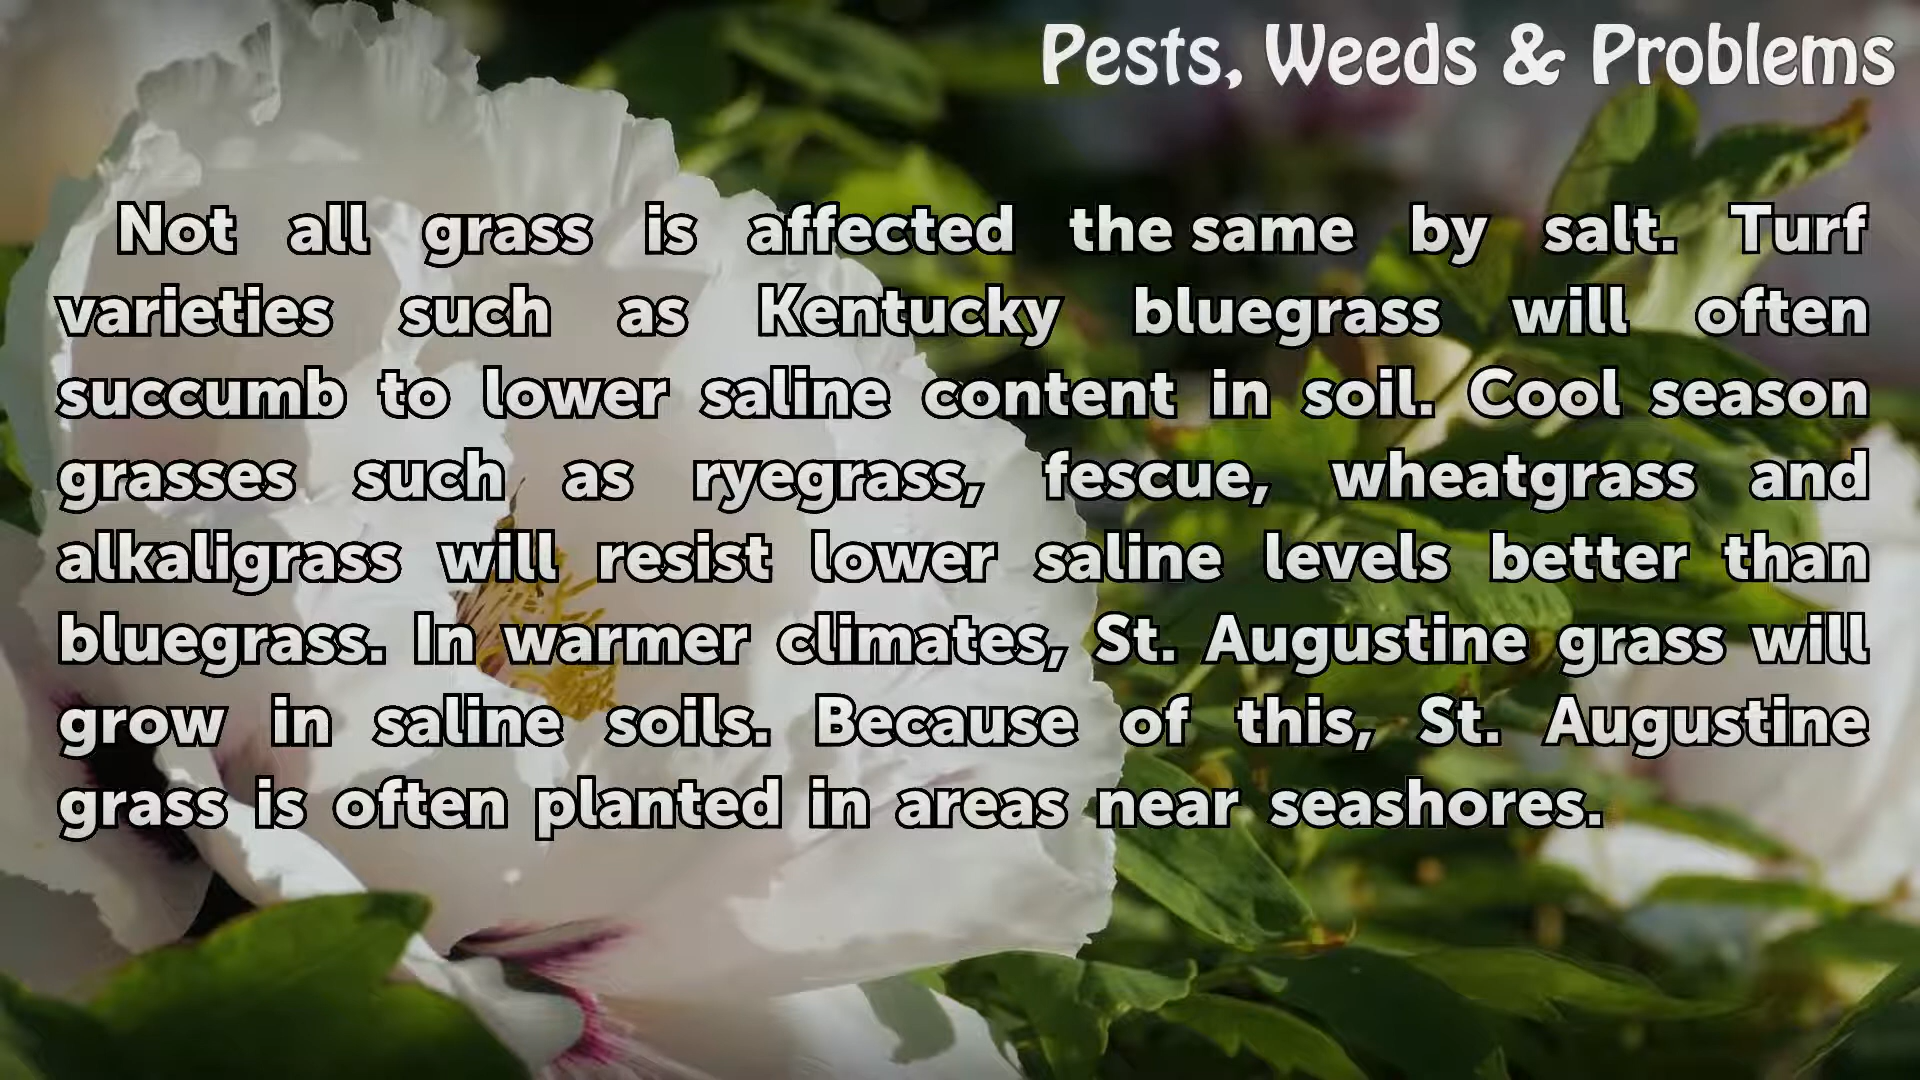 Pests, Weeds & Problems
Not all grass is affected the same by salt. Turf
varieties such as Kentucky bluegrass will often
succumb to lower saline content in soil. Cool season
grasses such as ryegrass, fescue, wheatgrass and
alkaligrass will resist lower saline levels better than
bluegrass. In warmer climates, St. Augustine grass will
grow in saline soils. Because of this, St. Augustine
grass is often planted in areas near seashores.